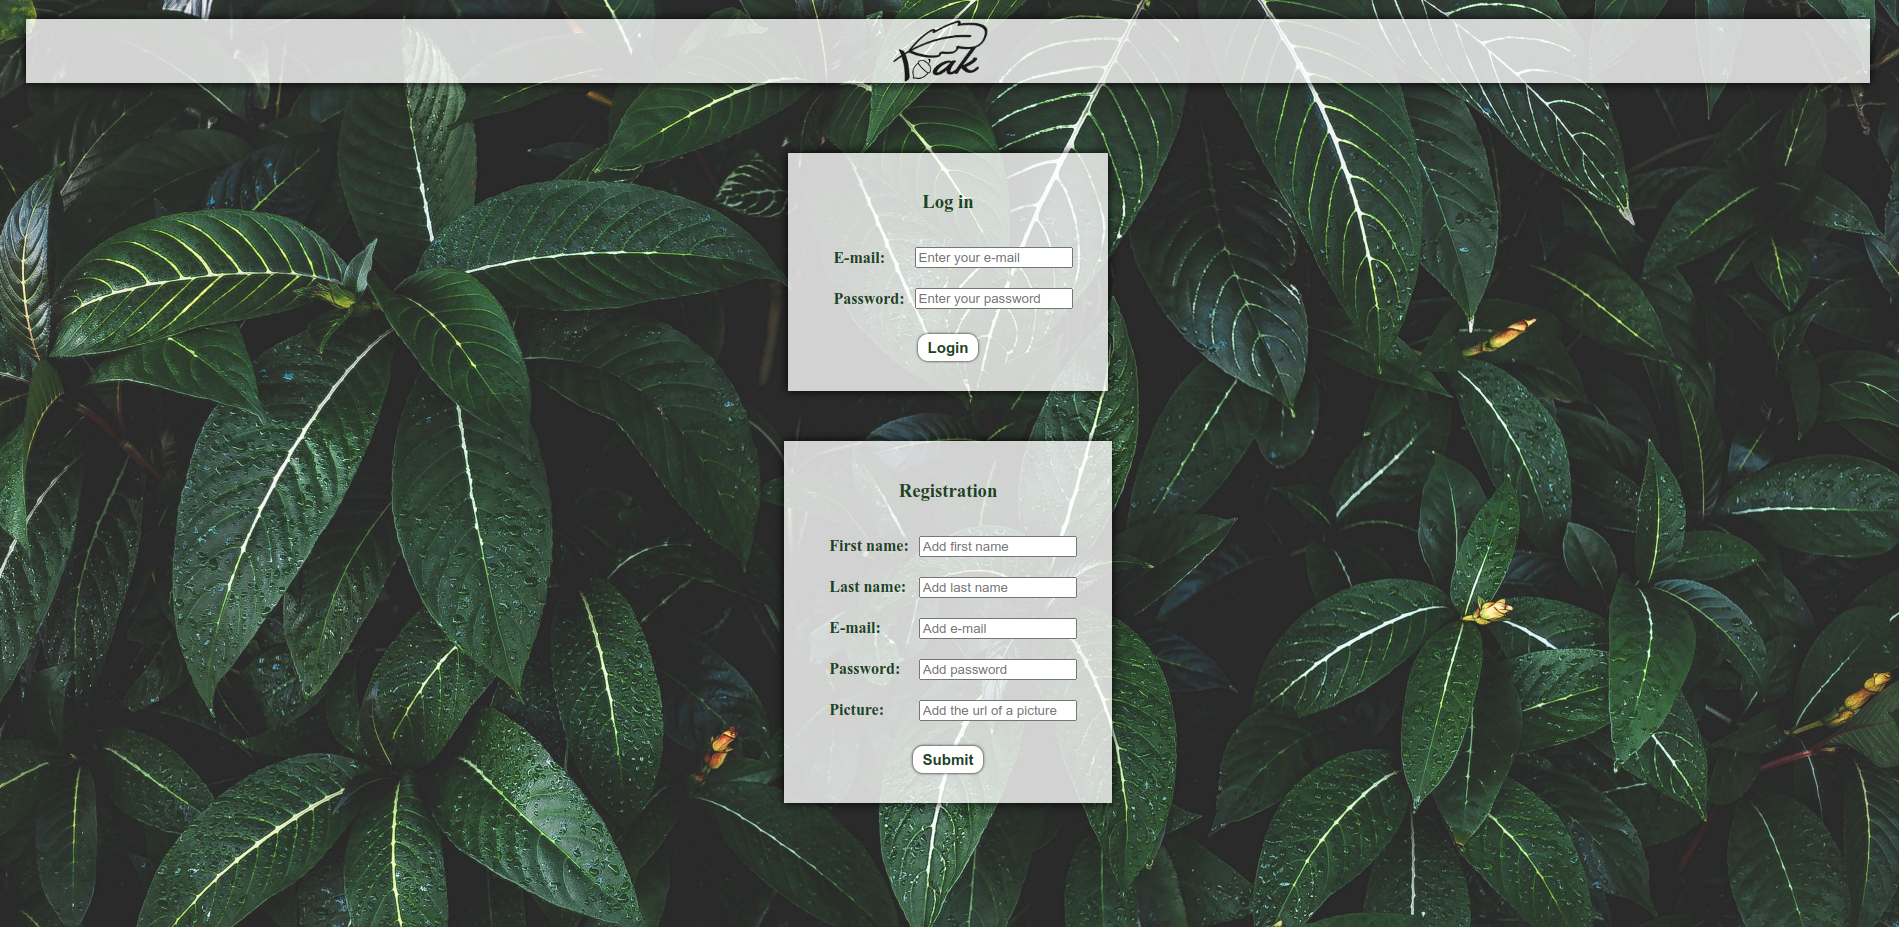 oak
Log in
E-mail: Enter your e-mail
Password: Enter your password
Login
Registration
First name: Add first name
Last name: Add last name
E-mail: Add e-mail
Password: Add password
Picture: Add the url of a picture
Submit